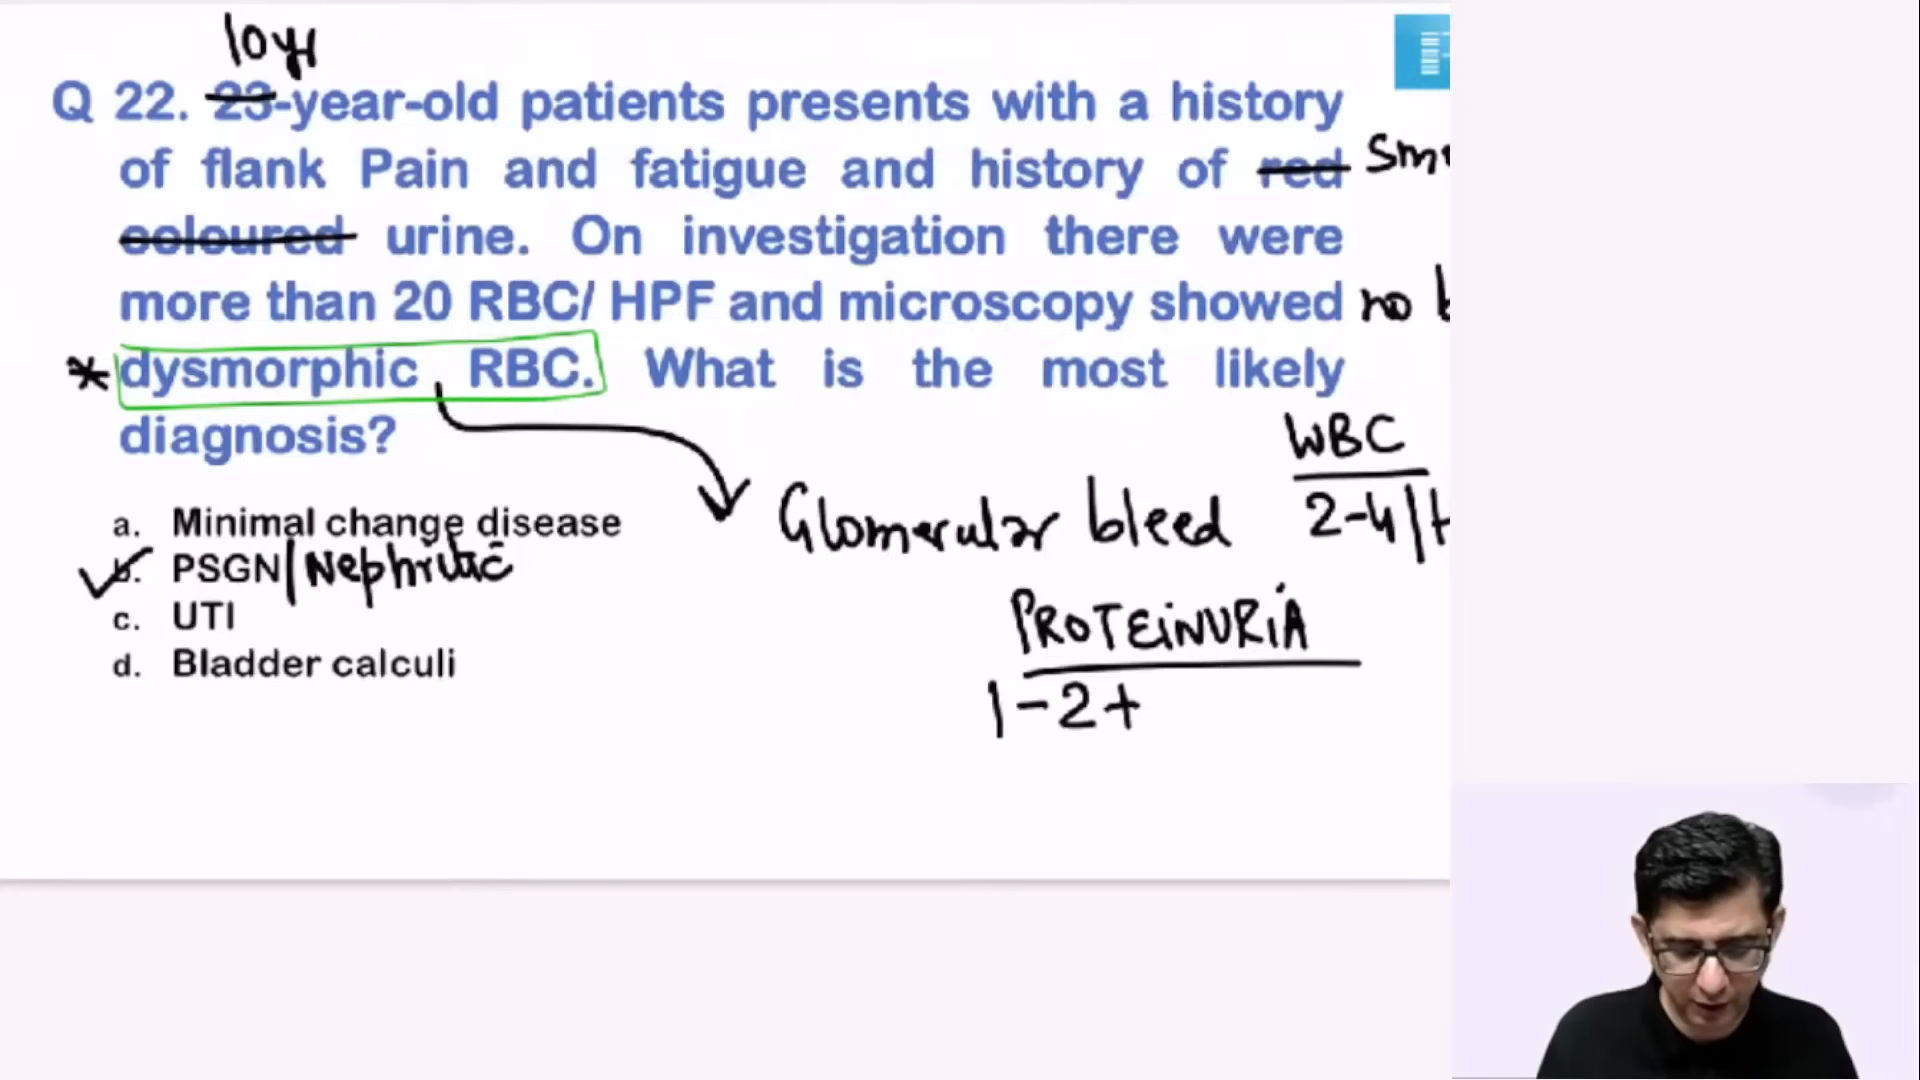 10yr
Q 22. 23-year-old patients presents with a history
of flank Pain and fatigue and history of red
coloured urine. On investigation there were
more than 20 RBC/ HPF and microscopy showed no
* dysmorphic RBC. What is the most likely
diagnosis?
WBC
2-4/
Glomerular bleed
a. Minimal change disease
b. PSGN/Nephritic
c. UTI
d. Bladder calculi
PROTEINURIA
1-2+